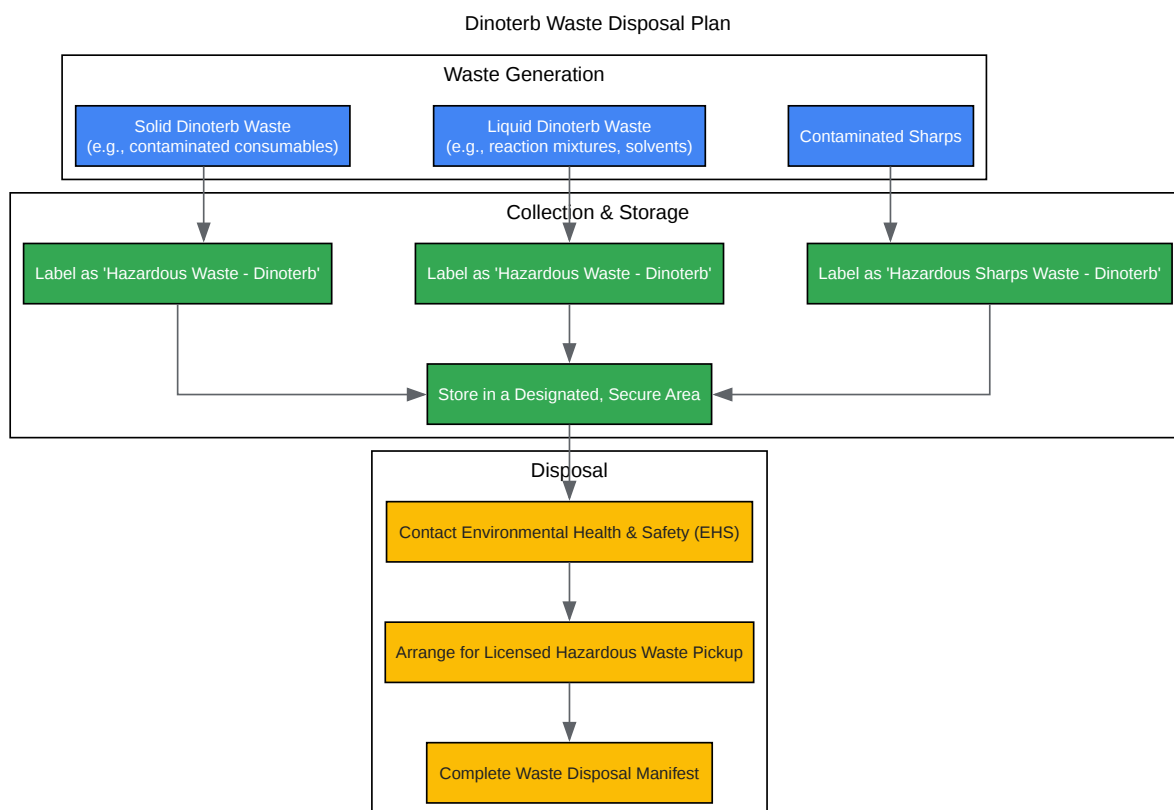 Dinoterb Waste Disposal Plan
Waste Generation
Solid Dinoterb Waste
(e.g., contaminated consumables)
Liquid Dinoterb Waste
(e.g., reaction mixtures, solvents)
Contaminated Sharps
Collection & Storage
Label as 'Hazardous Waste - Dinoterb'
Label as 'Hazardous Waste - Dinoterb'
Label as 'Hazardous Sharps Waste - Dinoterb'
Store in a Designated, Secure Area
Disposal
Contact Environmental Health & Safety (EHS)
Arrange for Licensed Hazardous Waste Pickup
Complete Waste Disposal Manifest